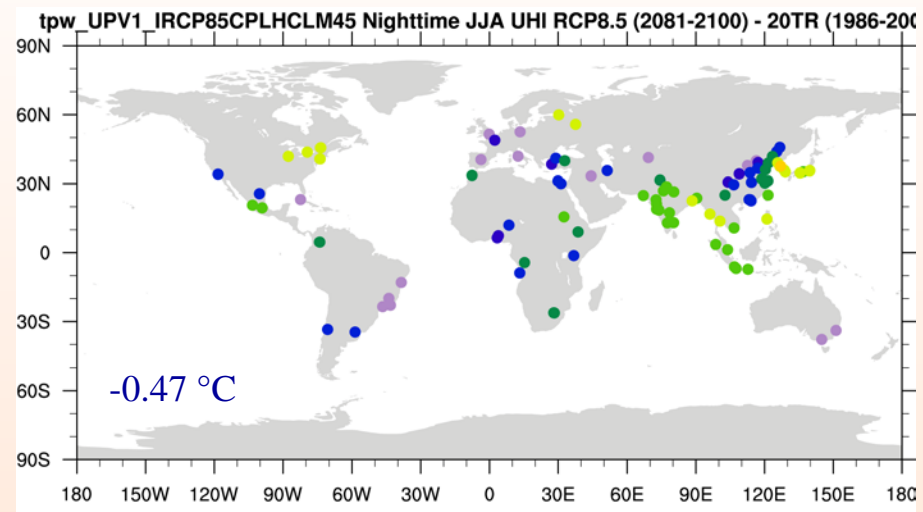 tpw_UPV1_IRCP85CPLHCLM45 Nighttime JJA UHI RCP8.5 (2081-2100) - 20TR (1986-200
90N
60N
30N
0
30S
60S
90S
-0.47 °C
180 150W 120W 90W 60W 30W 0 30E 60E 90E 120E 150E 180